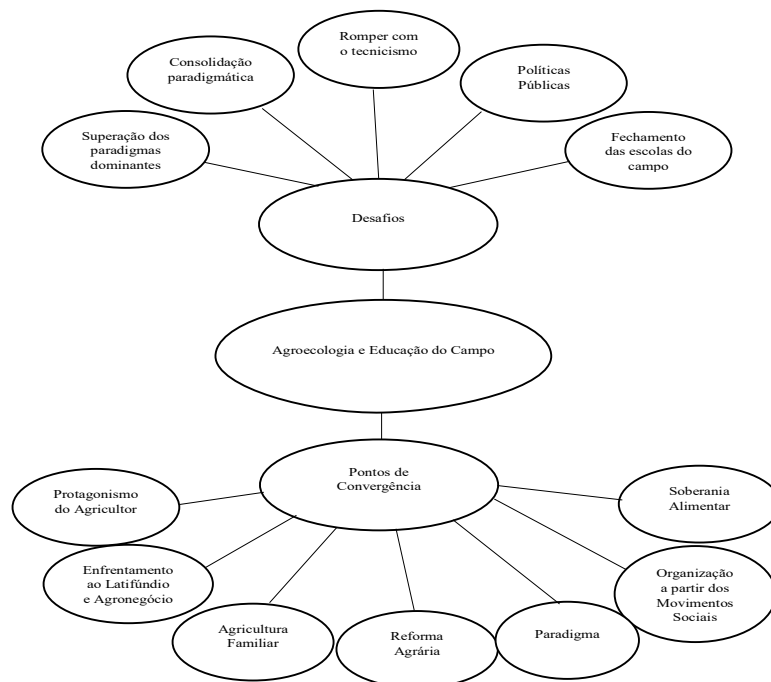 Romper com
o tecnicismo
Consolidação
paradigmática
Políticas
Públicas
Superação dos
paradigmas
dominantes
Fechamento
das escolas do
campo
Desafios
Agroecologia e Educação do Campo
Pontos de
Convergência
Protagonismo
do Agricultor
Soberania
Alimentar
Enfrentamento
ao Latifúndio
e Agronegócio
Organização
a partir dos
Movimentos
Sociais
Agricultura
Familiar
Reforma
Agrária
Paradigma